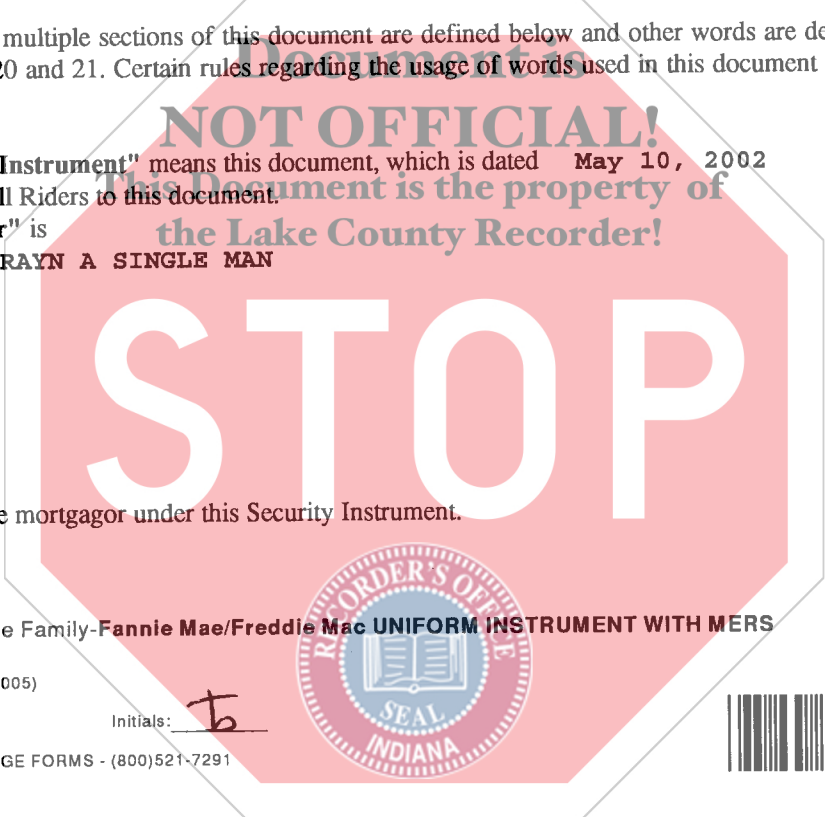 multiple sections of this document are defined below and other words are de
20 and 21. Certain rules regarding the usage of words used in this document
Document is
NOT OFFICIAL!
Instrument" means this document, which is dated May 10, 2002
This Document is the property of
ll Riders to this document.
r" is
the Lake County Recorder!
RAYN A SINGLE MAN
STOP
e mortgagor under this Security Instrument.
RECORDER'S OFFICE
e Family-Fannie Mae/Freddie Mac UNIFORM INSTRUMENT WITH MERS
005)
SEAL
INDIANA
Initials:
GE FORMS - (800)521-7291